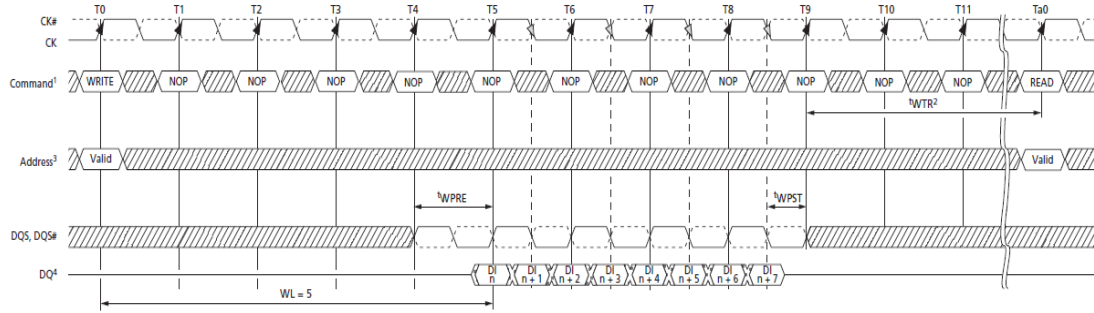 T0 T1 T2 T3 T4 T5 T6 T7 T8 T9 T10 T11 Ta0
CK#
CK
Command1 WRITE NOP NOP NOP NOP NOP NOP NOP NOP NOP NOP NOP READ
tWTR2
Address3 Valid Valid
tWPRE tWPST
DQS, DQS#
DQ4 DI n DI n + 1 DI n + 2 DI n + 3 DI n + 4 DI n + 5 DI n + 6 DI n + 7
WL = 5